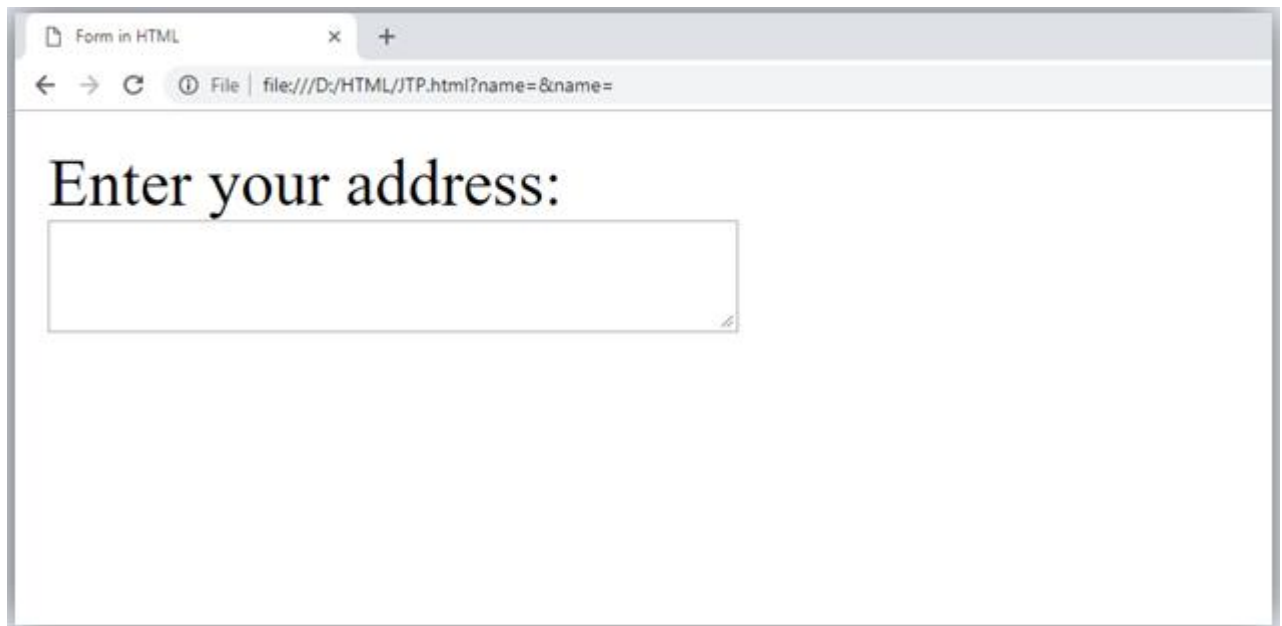 Form in HTML
File | file:///D:/HTML/JTP.html?name=&name=
Enter your address: